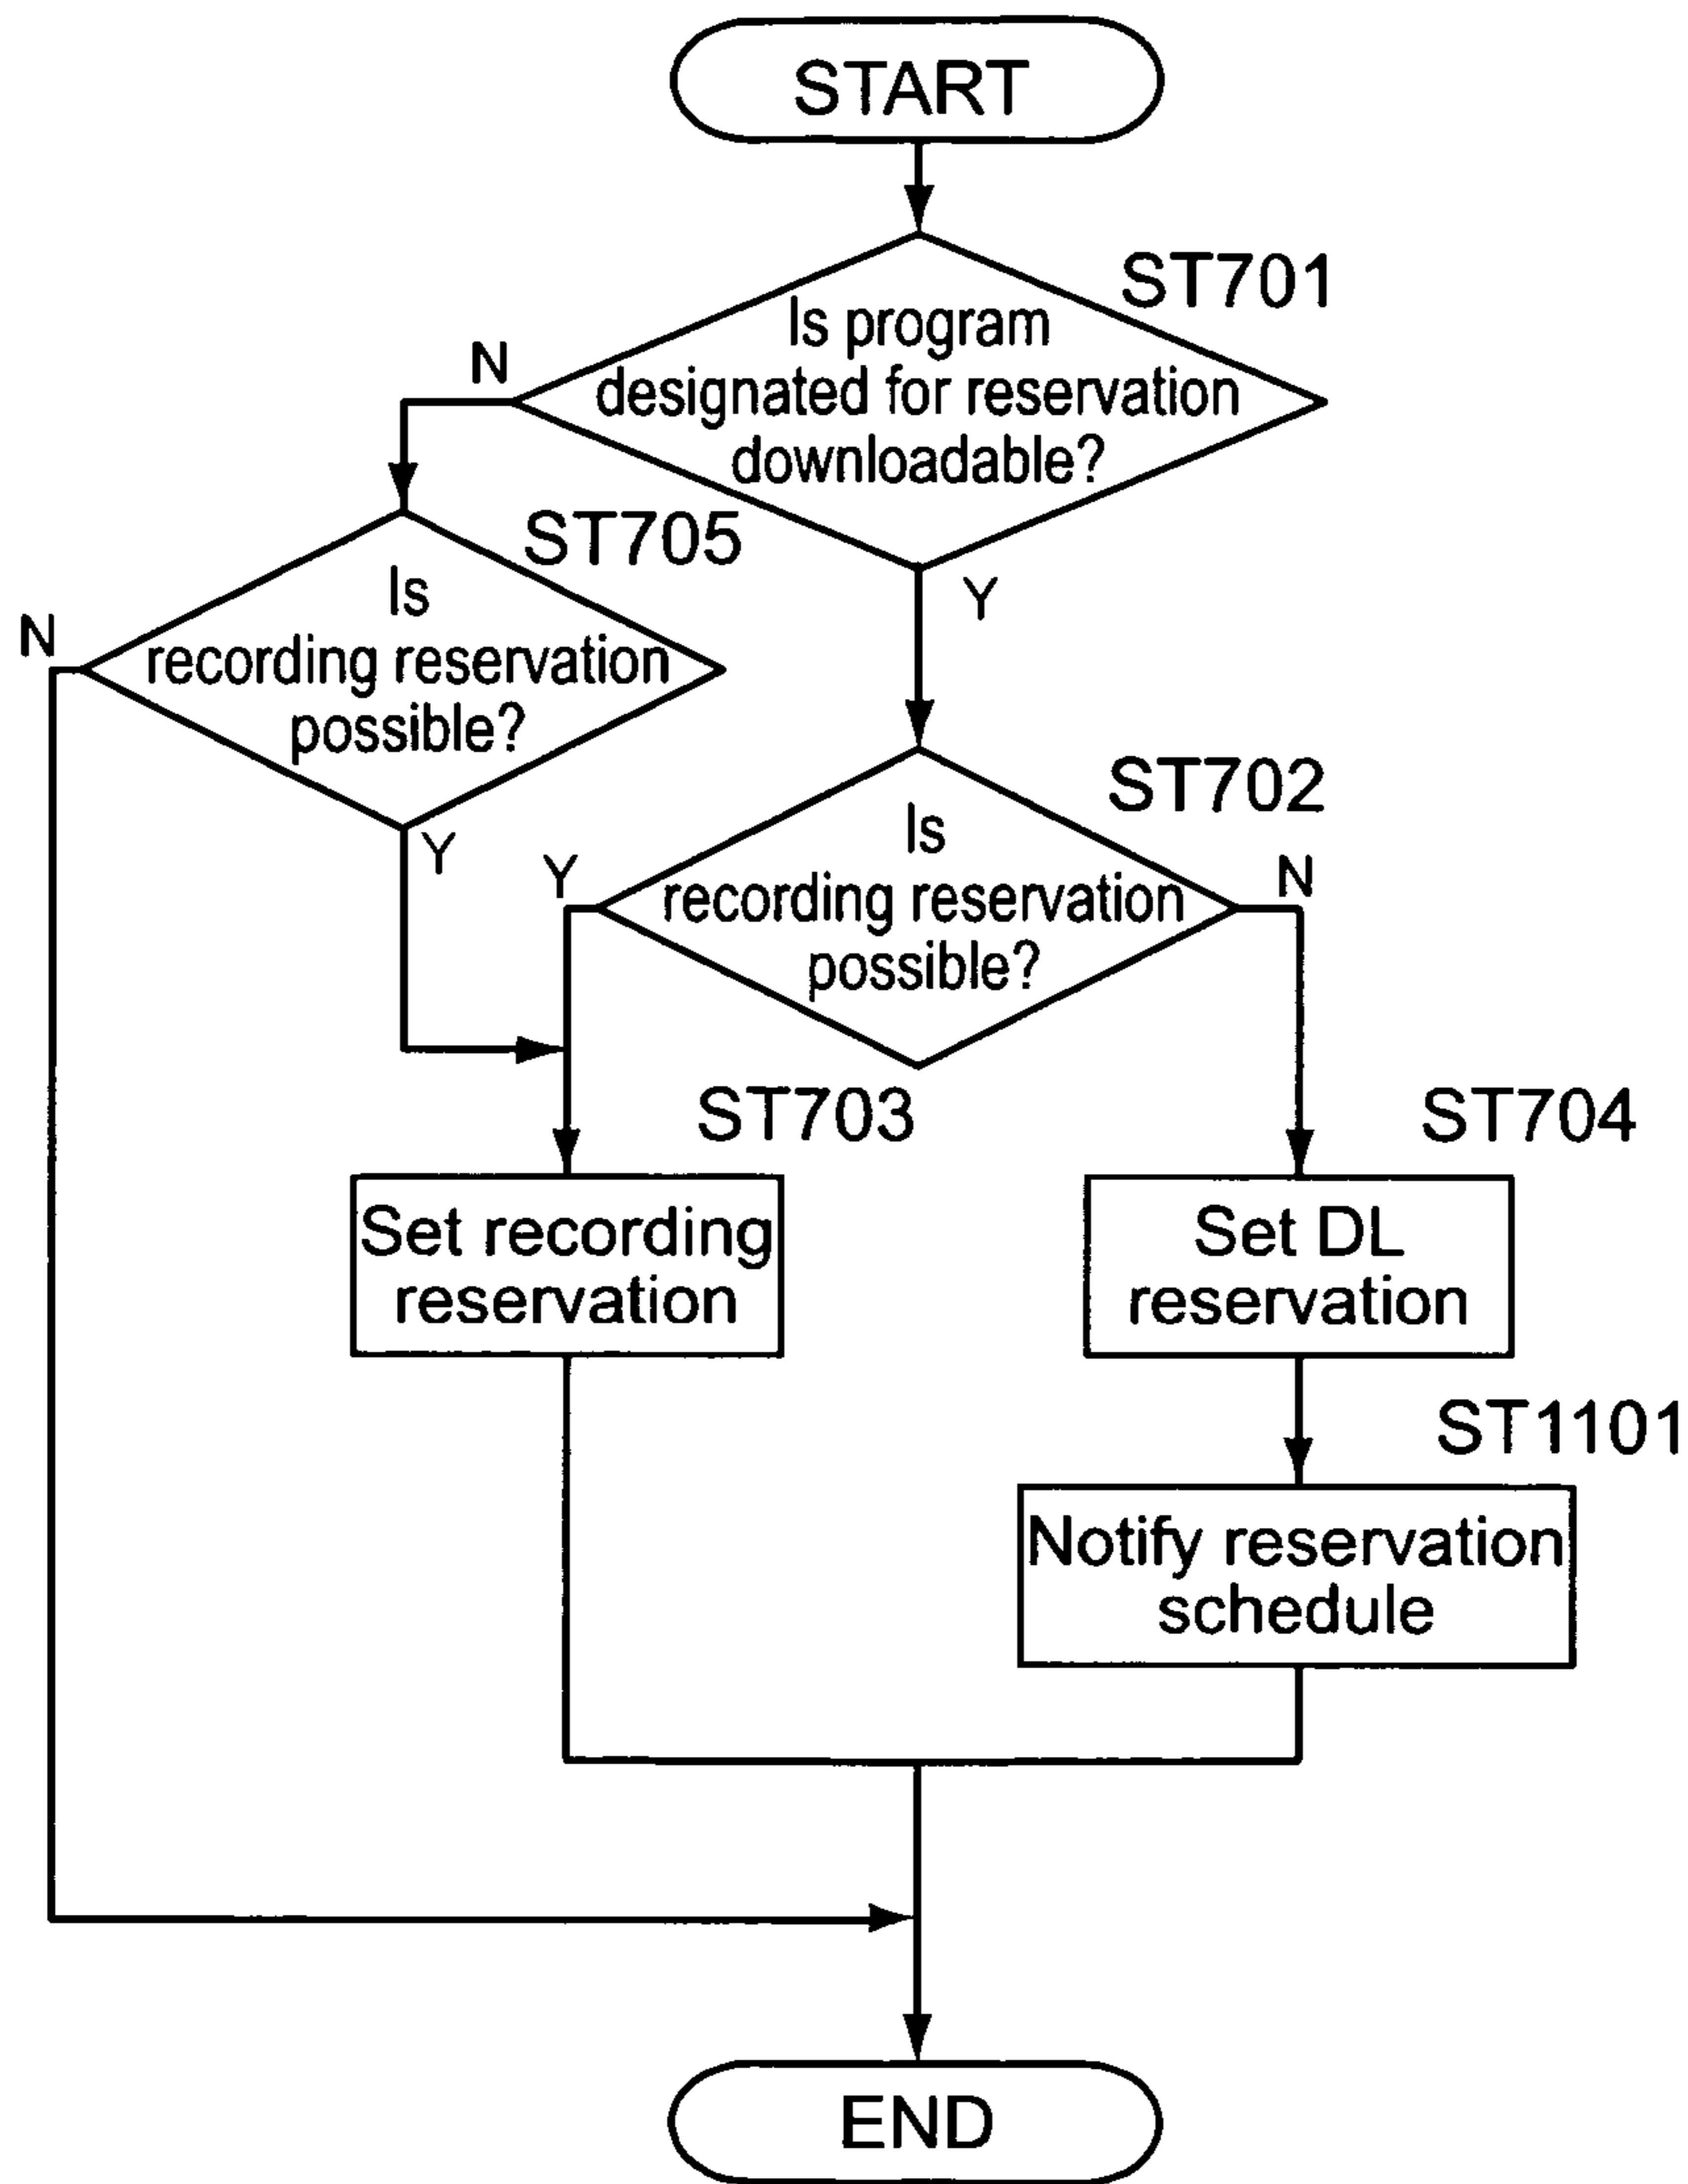 START
ST701
Is program
designated for reservation
downloadable?
N
Y
ST705
Is
recording reservation
possible?
N
Y
ST702
Is
recording reservation
possible?
Y
N
ST703
Set recording
reservation
ST704
Set DL
reservation
ST1101
Notify reservation
schedule
END